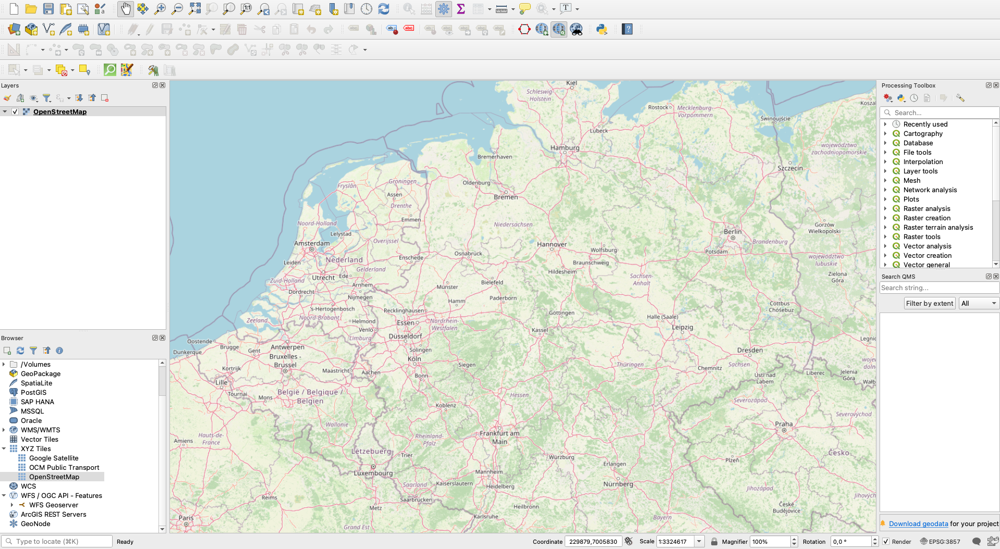 Layers
OpenStreetMap
Browser
/Volumes
GeoPackage
SpatiaLite
PostGIS
SAP HANA
MSSQL
Oracle
WMS/WMTS
Vector Tiles
XYZ Tiles
Google Satellite
OCM Public Transport
OpenStreetMap
WCS
WFS / OGC API - Features
WFS Geoserver
ArcGIS REST Servers
GeoNode
Kiel
Schleswig-
Holstein
Rostock
Mecklenburg-
Vorpommern
Świnoujście
Lübeck
Hamburg
Bremerhaven
województwo
zachodniopomorskie
Szczecin
Groningen
Fryslân
Oldenburg
Assen
Bremen
Drenthe
Emmen
Noord-Holland
Niedersachsen
Gorzów
Wielkopolski
Lelystad
Berlin
Amsterdam
Overijssel
Hannover
Brandenburg
Wolfsburg
Potsdam
Osnabrück
Enschede
Nederland
Leiden
Braunschweig
województwo
lubuskie
Gelderland
Hildesheim
Utrecht
Ede
Sachsen-
Anhalt
Zielona
Góra
Zuid-Holland
Arnhem
Bielefeld
Münster
Dordrecht
Nijmegen
Hamm
Paderborn
Cottbus
- Chóśebuz
's-Hertogenbosch
Recklinghausen
Göttingen
Noord-Brabant
Zeeland
Helmond
Essen
Nordrhein-
Westfalen
Halle (Saale)
Leipzig
Venlo
Kassel
Düsseldorf
Limburg
Oostende
Brugge
Gent
Antwerpen
Dunkerque
Solingen
Dresden
Bruxelles -
Brussel
Köln
Siegen
Thüringen
Sachsen
Kortrijk
Maastricht
Aachen
Bonn
Chemnitz
Ústí nad
Labem
Liberec
Jelenia
Góra
Lille
Tournai
België / Belgique /
Belgien
Mons
Hessen
Koblenz
Severozápad
Severovýchod
Wallonie
Praha
Hauts-de-
France
Amiens
Rheinland-
Pfalz
Frankfurt am
Main
Lëtzebuerg
Trier
Würzburg
Česko
Plzeň
Erlangen
Luxembourg
Mannheim
Heidelberg
Nürnberg
Kaiserslautern
Saarland
Saarbrücken
Jihozápad
Reims
Metz
Heilbronn
České
Budějovice
Karlsruhe
Bayern
Paris
Grand Est
Processing Toolbox
Search...
Recently used
Cartography
Database
File tools
Interpolation
Layer tools
Mesh
Network analysis
Plots
Raster analysis
Raster creation
Raster terrain analysis
Raster tools
Vector analysis
Vector creation
Vector general
Search QMS
Search string...
Filter by extent
All
Download geodata for your project
Type to locate (⌘K)
Ready
Coordinate
229879,7005830
Scale
1:3324617
Magnifier
100%
Rotation
0,0 °
Render
EPSG:3857